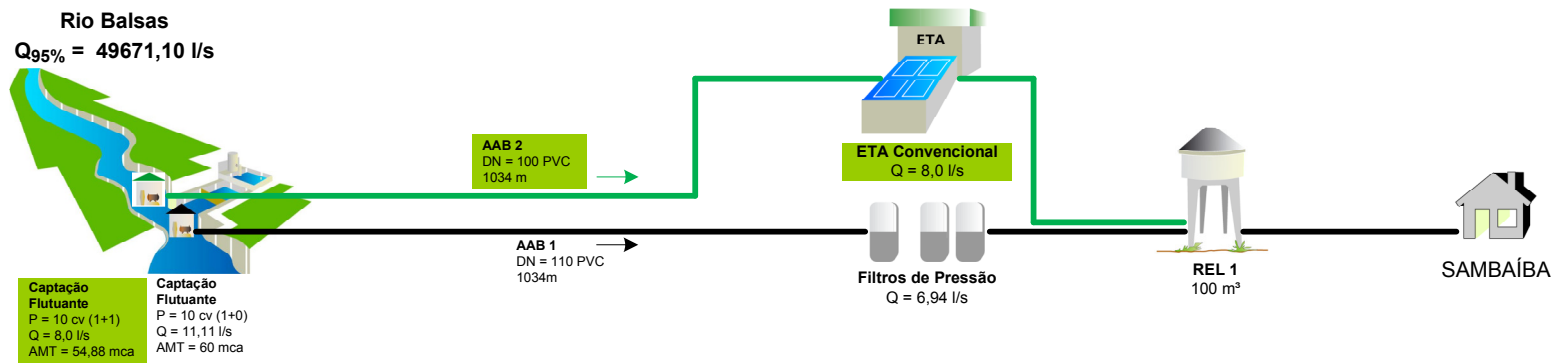 Rio Balsas
Q95% = 49671,10 l/s
ETA
AAB 2
DN = 100 PVC
1034 m
ETA Convencional
Q = 8,0 l/s
AAB 1
DN = 110 PVC
1034m
Filtros de Pressão
Q = 6,94 l/s
REL 1
100 m³
SAMBAÍBA
Captação
Flutuante
P = 10 cv (1+1)
Q = 8,0 l/s
AMT = 54,88 mca
Captação
Flutuante
P = 10 cv (1+0)
Q = 11,11 l/s
AMT = 60 mca